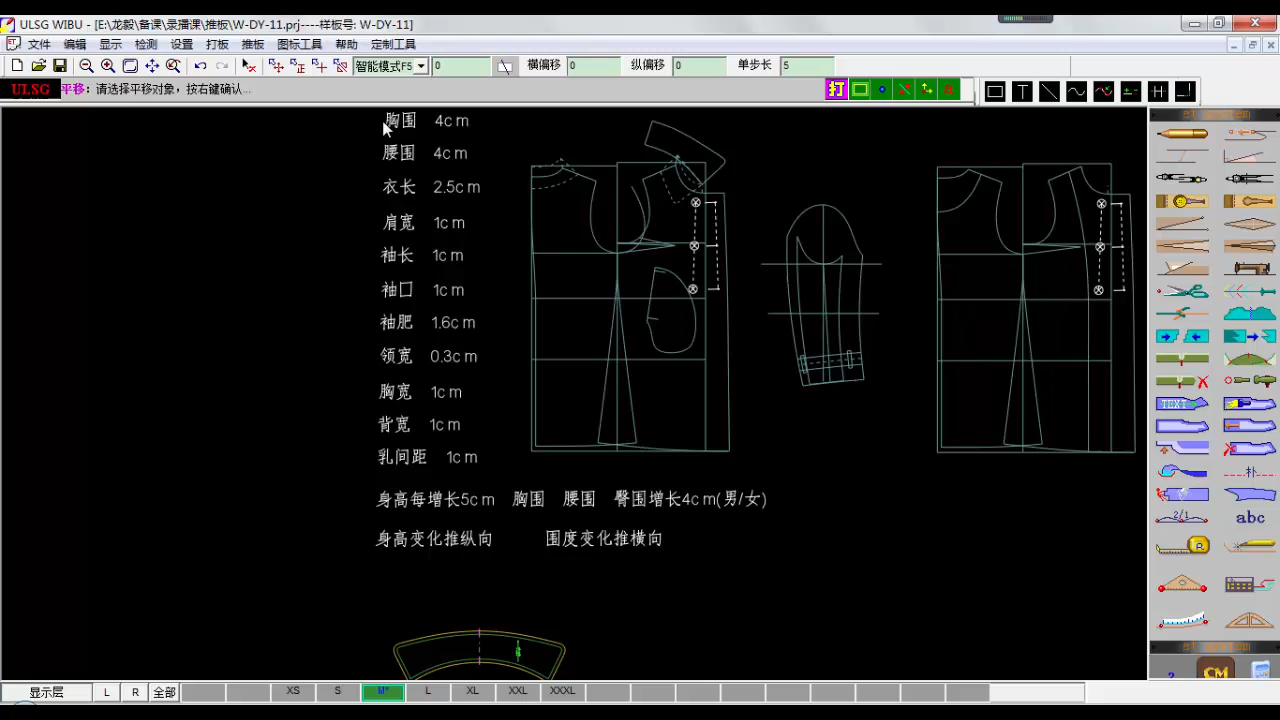 ULSG WIBU - [E:\龙毅\备课\录播课\推板\W-DY-11.prj----样板号: W-DY-11]
文件 编辑 显示 检测 设置 打板 推板 图标工具 帮助 定制工具
智能模式F5 0 横偏移 0 纵偏移 0 单步长 5
ULSG 平移: 请选择平移对象，按右键确认... 打
胸围 4cm
腰围 4cm
衣长 2.5cm
肩宽 1cm
袖长 1cm
袖口 1cm
袖肥 1.6cm
领宽 0.3cm
胸宽 1cm
背宽 1cm
乳间距 1cm
身高每增长5cm 胸围 腰围 臀围增长4cm(男/女)
身高变化推纵向 围度变化推横向
TEXT
补
2/1 abc
R
SM
显示层 L R 全部 XS S M* L XL XXL XXXL